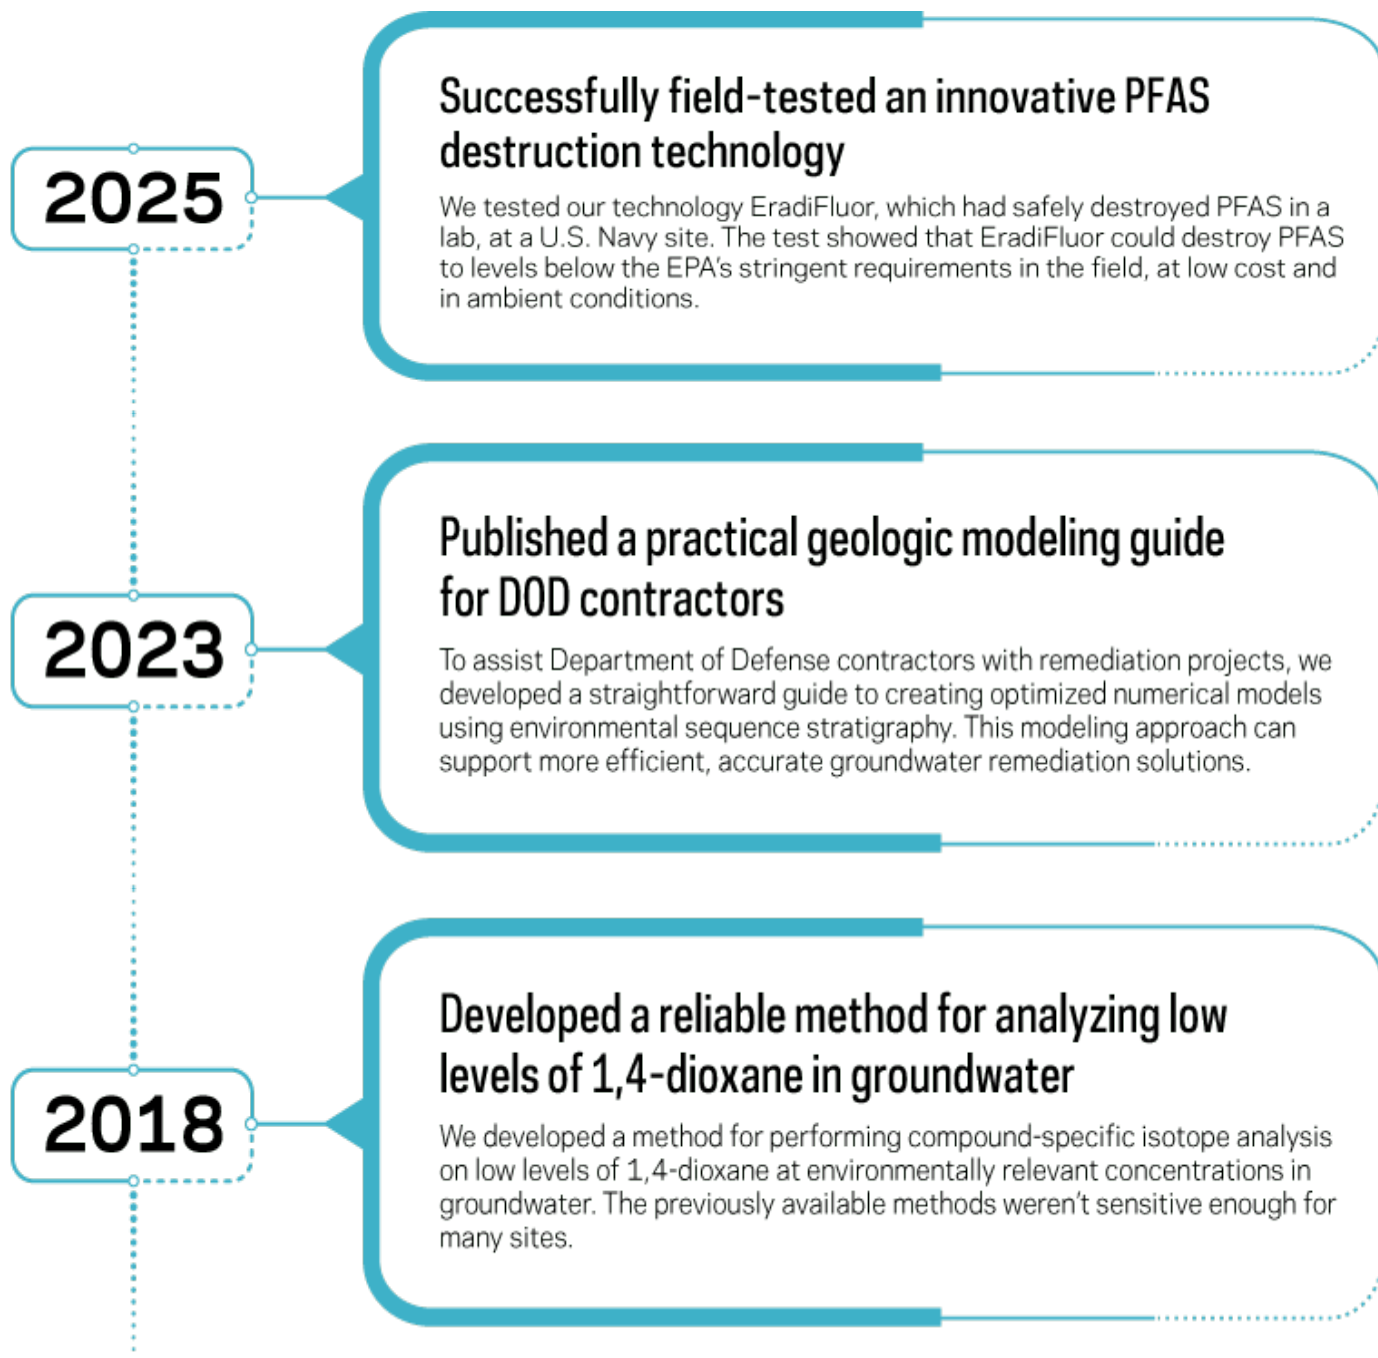 2025
Successfully field-tested an innovative PFAS
destruction technology
We tested our technology EradiFluor, which had safely destroyed PFAS in a
lab, at a U.S. Navy site. The test showed that EradiFluor could destroy PFAS
to levels below the EPA’s stringent requirements in the field, at low cost and
in ambient conditions.
2023
Published a practical geologic modeling guide
for DOD contractors
To assist Department of Defense contractors with remediation projects, we
developed a straightforward guide to creating optimized numerical models
using environmental sequence stratigraphy. This modeling approach can
support more efficient, accurate groundwater remediation solutions.
2018
Developed a reliable method for analyzing low
levels of 1,4-dioxane in groundwater
We developed a method for performing compound-specific isotope analysis
on low levels of 1,4-dioxane at environmentally relevant concentrations in
groundwater. The previously available methods weren’t sensitive enough for
many sites.